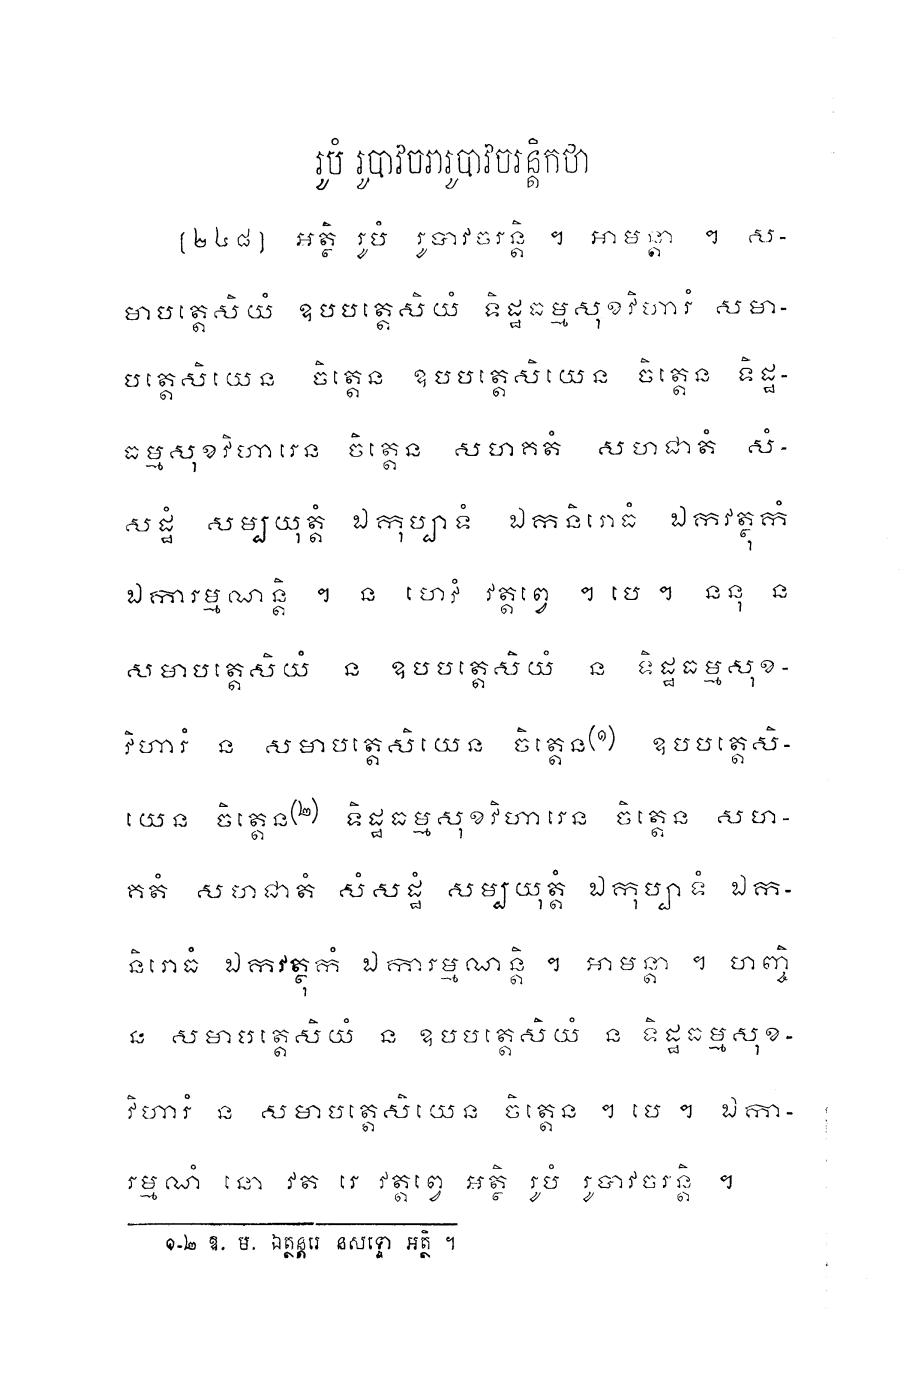 រូបំ រូបាវចរារូបាវចរន្តិកថា
[២៤៨] អត្ថិ រូបំ រូបាវចរន្តិ ។ អាមន្តា ។ ស-
មាបត្តេសិយំ ឧបបត្តេសិយំ ទិដ្ឋធម្មសុខវិហារំ សមា-
បត្តេសិយេន ចិត្តេន ឧបបត្តេសិយេន ចិត្តេន ទិដ្ឋ-
ធម្មសុខវិហារេន ចិត្តេន សហគតំ សហជាតំ សំ-
សដ្ឋំ សម្បយុត្តំ ឯកុប្បាទំ ឯកនិរោធំ ឯកវត្ថុកំ
ឯការម្មណន្តិ ។ ន ហេវំ វត្តព្វេ ។ បេ ។ ននុ ន
សមាបត្តេសិយំ ន ឧបបត្តេសិយំ ន ទិដ្ឋធម្មសុខ-
វិហារំ ន សមាបត្តេសិយេន ចិត្តេន(១) ឧបបត្តេសិ-
យេន ចិត្តេន(២) ទិដ្ឋធម្មសុខវិហារេន ចិត្តេន សហ-
គតំ សហជាតំ សំសដ្ឋំ សម្បយុត្តំ ឯកុប្បាទំ ឯក-
និរោធំ ឯកវត្ថុកំ ឯការម្មណន្តិ ។ អាមន្តា ។ ហញ្ចិ
ន សមាបត្តេសិយំ ន ឧបបត្តេសិយំ ន ទិដ្ឋធម្មសុខ-
វិហារំ ន សមាបត្តេសិយេន ចិត្តេន ។ បេ ។ ឯកា-
រម្មណំ នោ វត រេ វត្តព្វេ អត្ថិ រូបំ រូបាវចរន្តិ ។
១-២ ឱ. ម. ឯត្ថន្តរេ នសទ្ទោ អត្ថិ ។